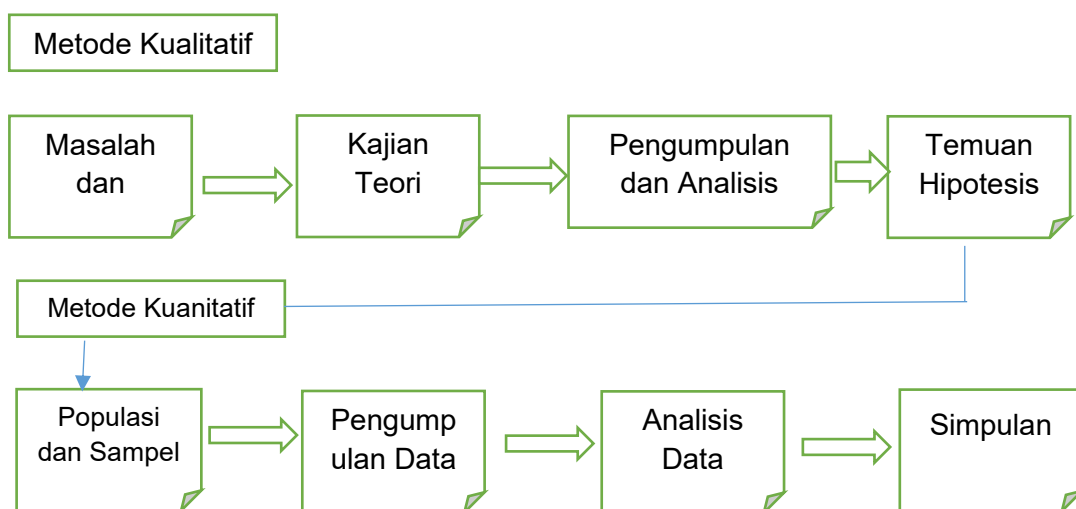 Metode Kualitatif
Masalah
dan
Kajian
Teori
Pengumpulan
dan Analisis
Temuan
Hipotesis
Metode Kuanitatif
Populasi
dan Sampel
Pengump
ulan Data
Analisis
Data
Simpulan